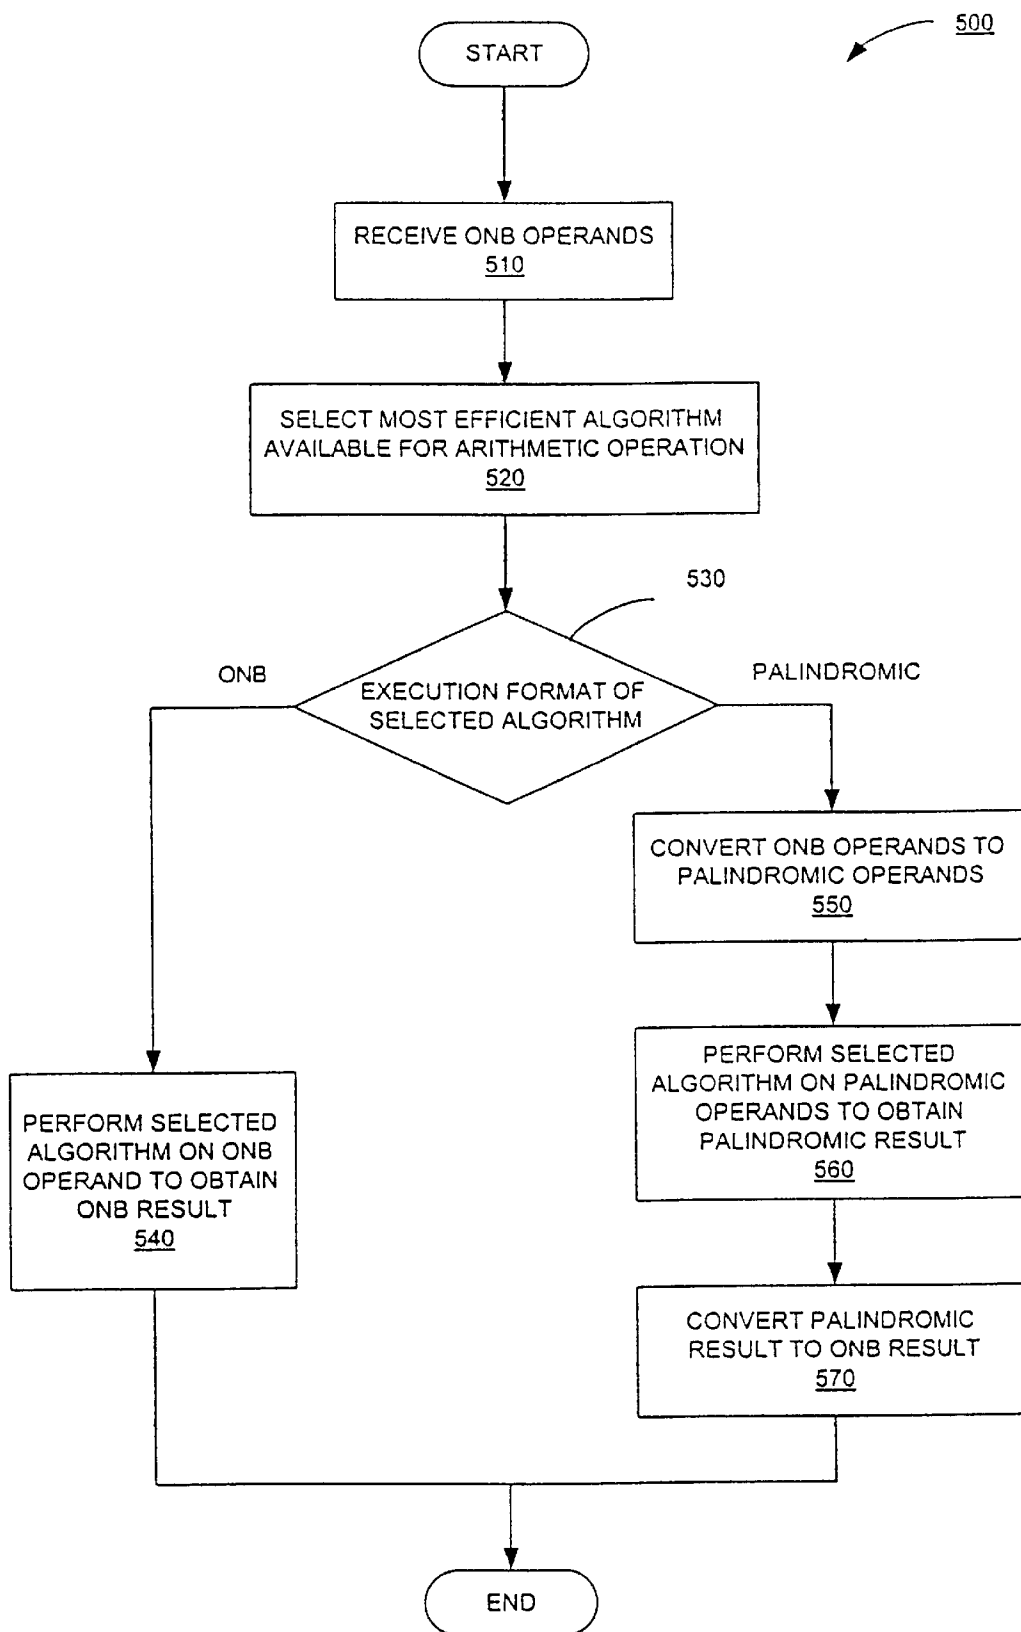 500
START
RECEIVE ONB OPERANDS
510
SELECT MOST EFFICIENT ALGORITHM
AVAILABLE FOR ARITHMETIC OPERATION
520
530
ONB
PALINDROMIC
EXECUTION FORMAT OF
SELECTED ALGORITHM
CONVERT ONB OPERANDS TO
PALINDROMIC OPERANDS
550
PERFORM SELECTED
ALGORITHM ON PALINDROMIC
OPERANDS TO OBTAIN
PALINDROMIC RESULT
560
PERFORM SELECTED
ALGORITHM ON ONB
OPERAND TO OBTAIN
ONB RESULT
540
CONVERT PALINDROMIC
RESULT TO ONB RESULT
570
END